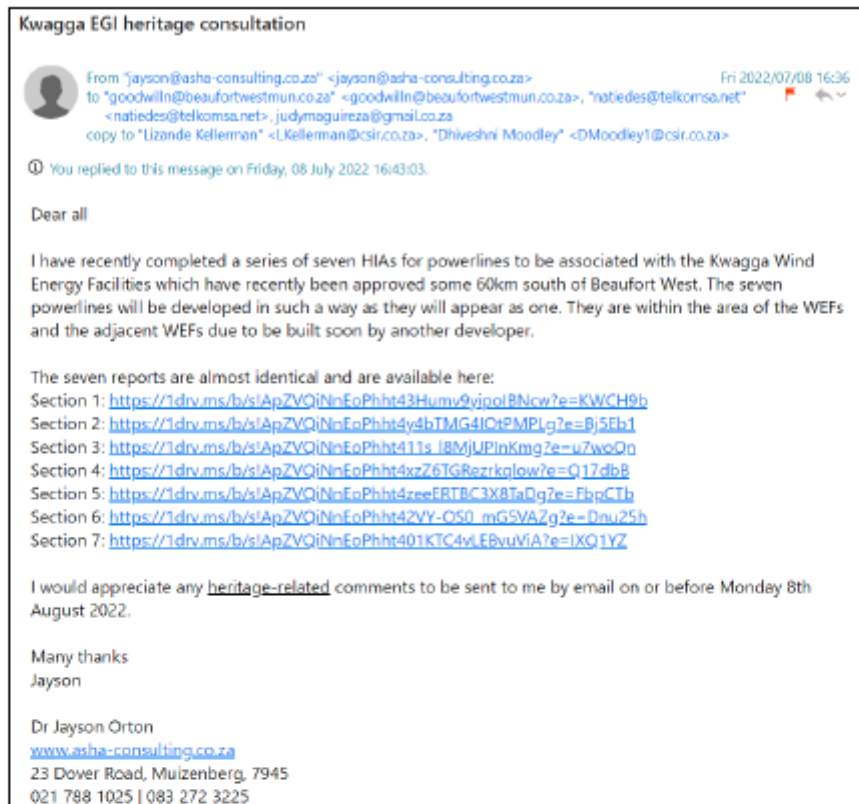 Kwagga EGI heritage consultation
From "jayson@asha-consulting.co.za" <jayson@asha-consulting.co.za>
Fri 2022/07/08 16:36
to "goodwilln@beaufortwestmun.co.za" <goodwilln@beaufortwestmun.co.za>, "natiedes@telkomsa.net"
<natiedes@telkomsa.net>, judymaguireza@gmail.co.za
copy to "Lizande Kellerman" <LKellerman@csir.co.za>, "Dhiveshni Moodley" <DMoodley1@csir.co.za>
You replied to this message on Friday, 08 July 2022 16:43:03.
Dear all
I have recently completed a series of seven HIAs for powerlines to be associated with the Kwagga Wind
Energy Facilities which have recently been approved some 60km south of Beaufort West. The seven
powerlines will be developed in such a way as they will appear as one. They are within the area of the WEFs
and the adjacent WEFs due to be built soon by another developer.
The seven reports are almost identical and are available here:
Section 1:
Section 2:
Section 3:
Section 4:
Section 5:
Section 6:
Section 7:
I would appreciate any heritage-related comments to be sent to me by email on or before Monday 8th
August 2022.
Many thanks
Jayson
Dr Jayson Orton
www.asha-consulting.co.za
23 Dover Road, Muizenberg, 7945
021 788 1025 | 083 272 3225